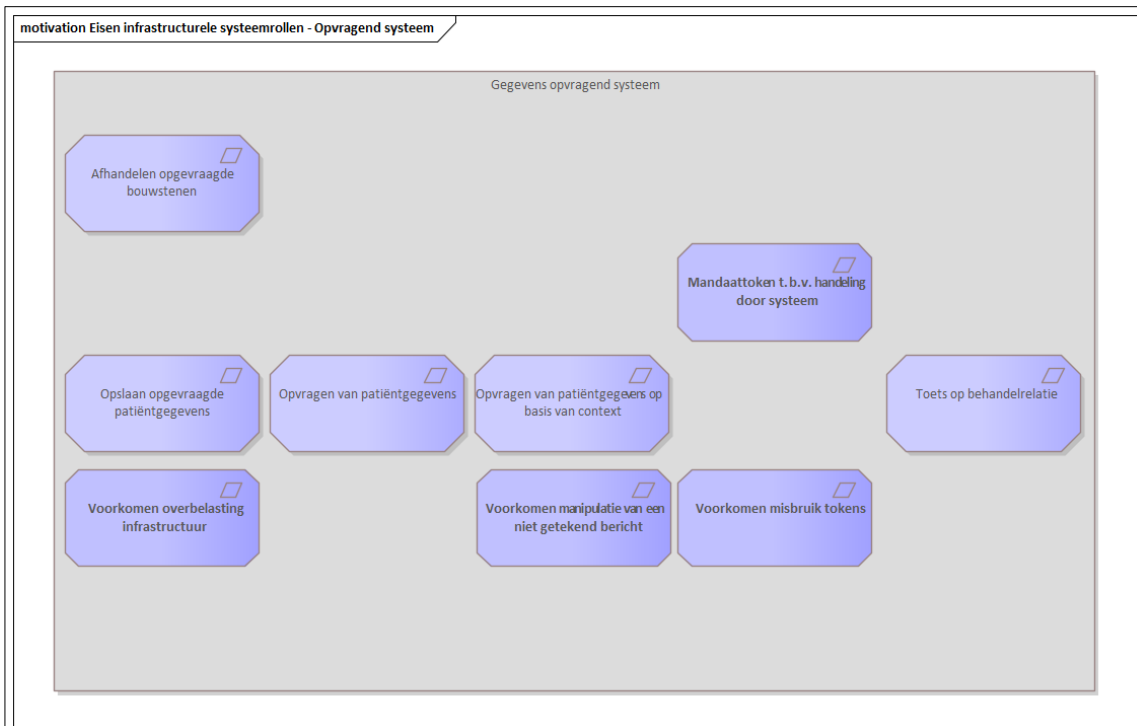 motivation Eisen infrastructurele systeemrollen - Opvragend systeem
Gegevens opvragend systeem
Afhandelen opgevraagde
bouwstenen
Mandaattoken t.b.v. handeling
door systeem
Opslaan opgevraagde
patiëntgegevens
Opvragen van patiëntgegevens
Opvragen van patiëntgegevens op
basis van context
Toets op behandelrelatie
Voorkomen overbelasting
infrastructuur
Voorkomen manipulatie van een
niet getekend bericht
Voorkomen misbruik tokens